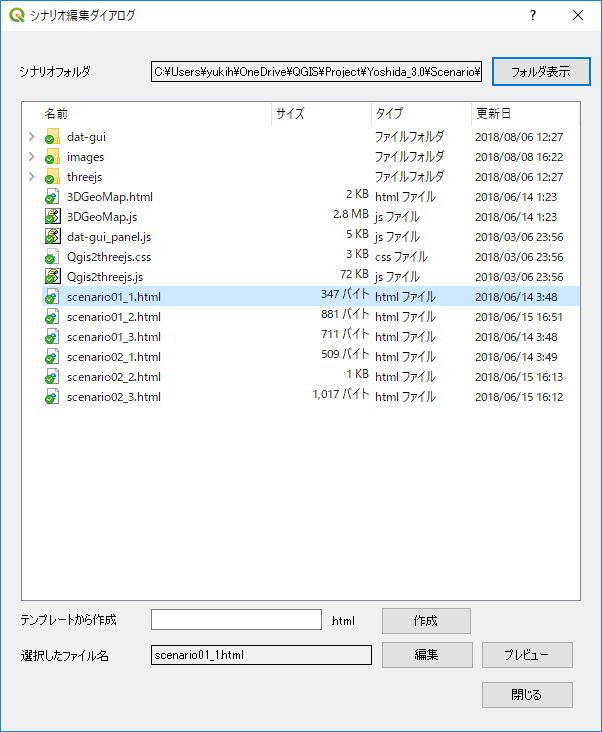 シナリオ編集ダイアログ ?
シナリオフォルダ C:¥Users¥yukih¥OneDrive¥QGIS¥Project¥Yoshida_3.0¥Scenario¥ フォルダ表示
名前 サイズ タイプ 更新日
dat-gui ファイルフォルダ 2018/08/06 12:27
images ファイルフォルダ 2018/08/08 16:22
threejs ファイルフォルダ 2018/08/06 12:27
3DGeoMap.html 2 KB html ファイル 2018/06/14 1:23
3DGeoMap.js 2.8 MB js ファイル 2018/06/14 1:23
dat-gui_panel.js 5 KB js ファイル 2018/03/06 23:56
Qgis2threejs.css 3 KB css ファイル 2018/03/06 23:56
Qgis2threejs.js 72 KB js ファイル 2018/03/06 23:56
scenario01_1.html 347 バイト html ファイル 2018/06/14 3:48
scenario01_2.html 881 バイト html ファイル 2018/06/15 16:51
scenario01_3.html 711 バイト html ファイル 2018/06/14 3:48
scenario02_1.html 509 バイト html ファイル 2018/06/14 3:49
scenario02_2.html 1 KB html ファイル 2018/06/15 16:13
scenario02_3.html 1,017 バイト html ファイル 2018/06/15 16:12
テンプレートから作成 .html 作成
選択したファイル名 scenario01_1.html 編集 プレビュー
閉じる